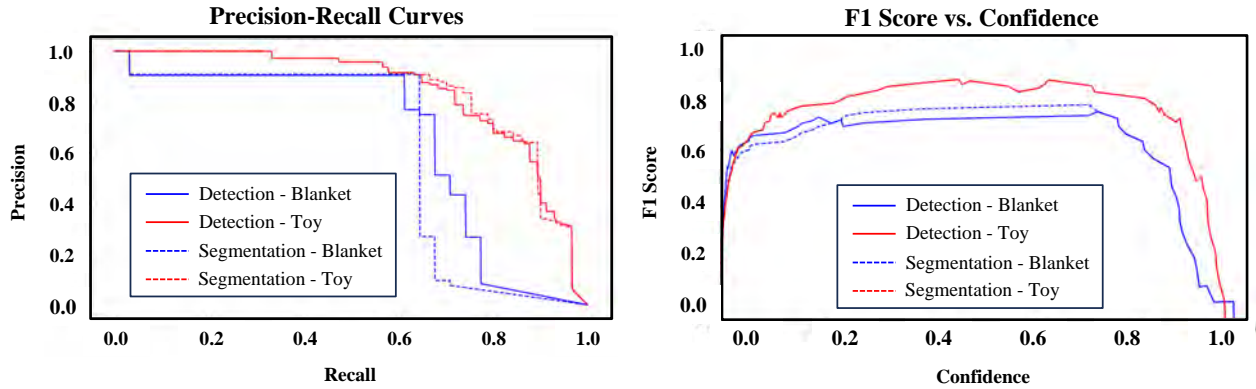 Precision-Recall Curves
1.0
0.8
0.6
0.4
0.2
0.0
Precision
Detection - Blanket
Detection - Toy
Segmentation - Blanket
Segmentation - Toy
0.0 0.2 0.4 0.6 0.8 1.0
Recall
F1 Score vs. Confidence
1.0
0.8
0.6
0.4
0.2
0.0
F1 Score
Detection - Blanket
Detection - Toy
Segmentation - Blanket
Segmentation - Toy
0.0 0.2 0.4 0.6 0.8 1.0
Confidence